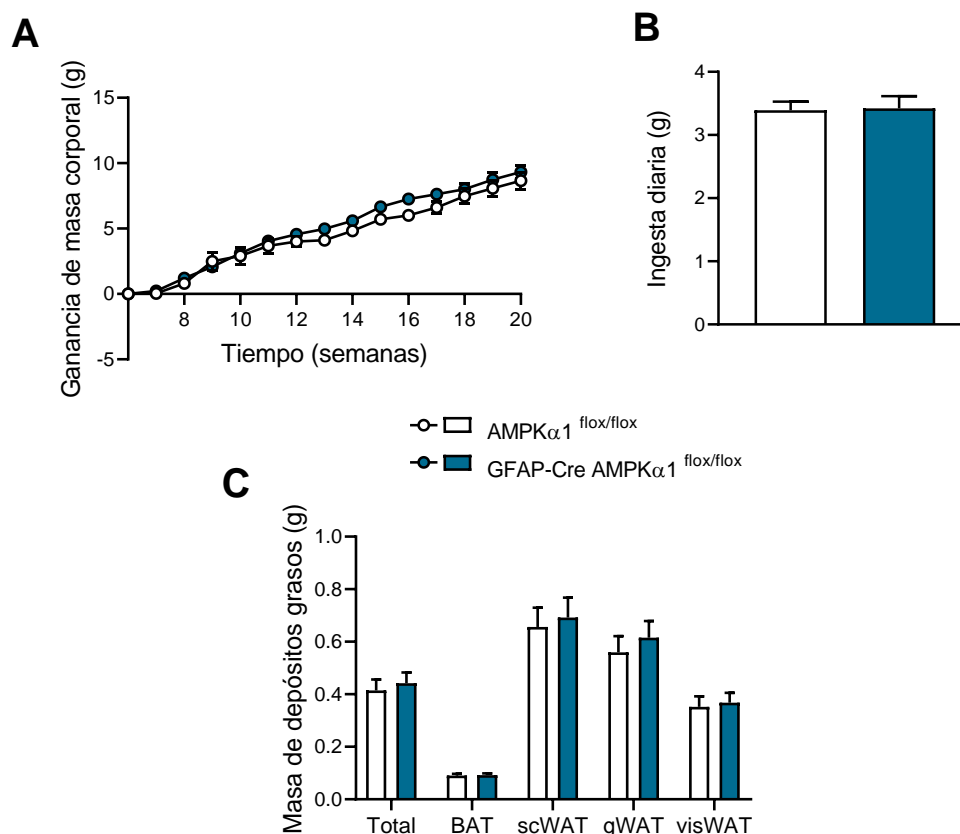 A
Ganancia de masa corporal (g)
15
10
5
0
-5
8 10 12 14 16 18 20
Tiempo (semanas)
B
Ingesta diaria (g)
4
3
2
1
0
AMPKα1 flox/flox
GFAP-Cre AMPKα1 flox/flox
C
Masa de depósitos grasos (g)
1.0
0.8
0.6
0.4
0.2
0.0
Total BAT scWAT gWAT visWAT